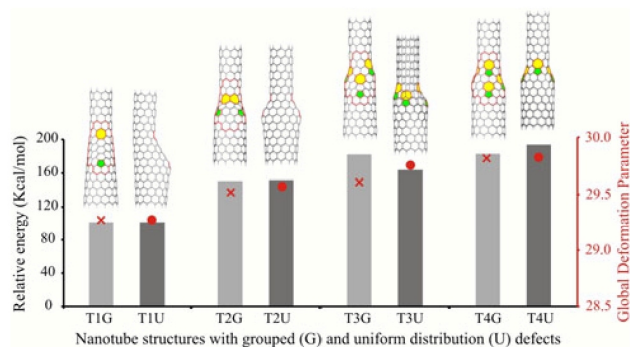 Relative energy (Kcal/mol)
200
160
120
80
40
0
30.0
29.5
29.0
28.5
Global Deformation Parameter
T1G T1U T2G T2U T3G T3U T4G T4U
Nanotube structures with grouped (G) and uniform distribution (U) defects